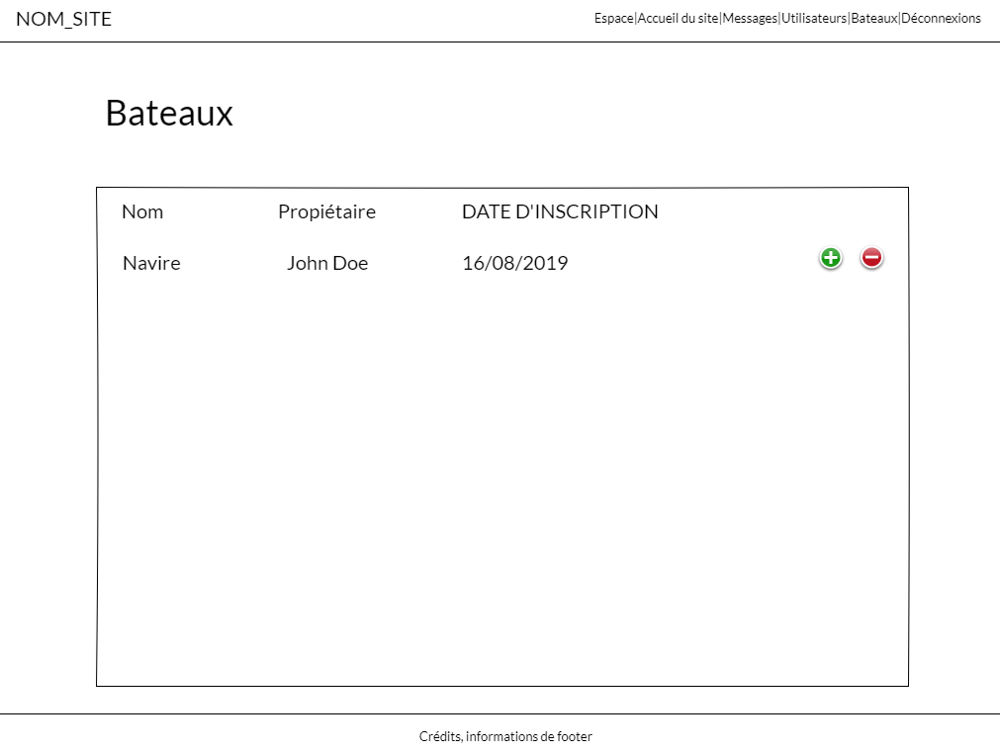 NOM_SITE
Espace|Accueil du site|Messages|Utilisateurs|Bateaux|Déconnexions
Bateaux
Nom Propiétaire DATE D'INSCRIPTION
Navire John Doe 16/08/2019
Crédits, informations de footer